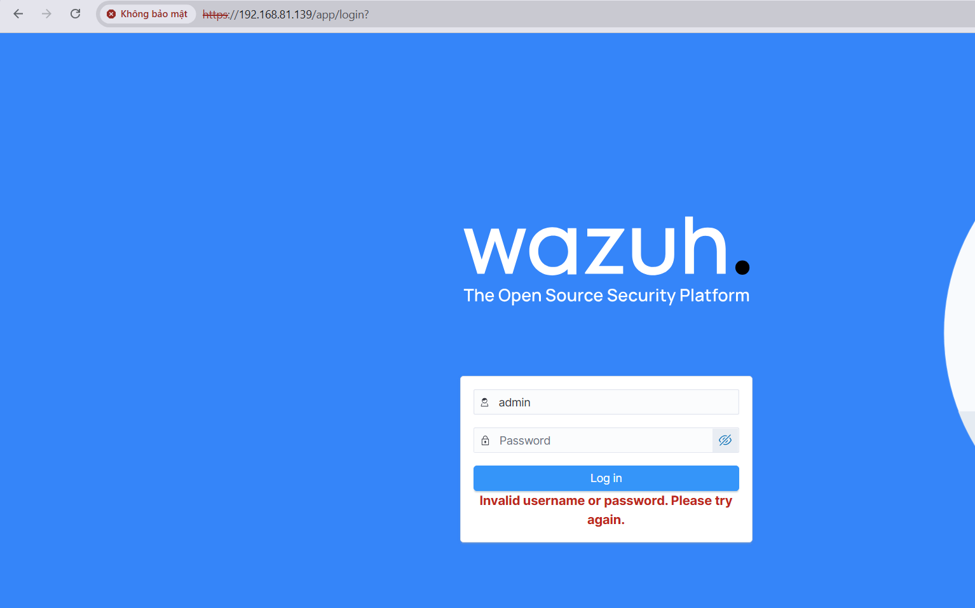 Không bảo mật https://192.168.81.139/app/login?
wazuh.
The Open Source Security Platform
admin
Password
Log in
Invalid username or password. Please try
again.